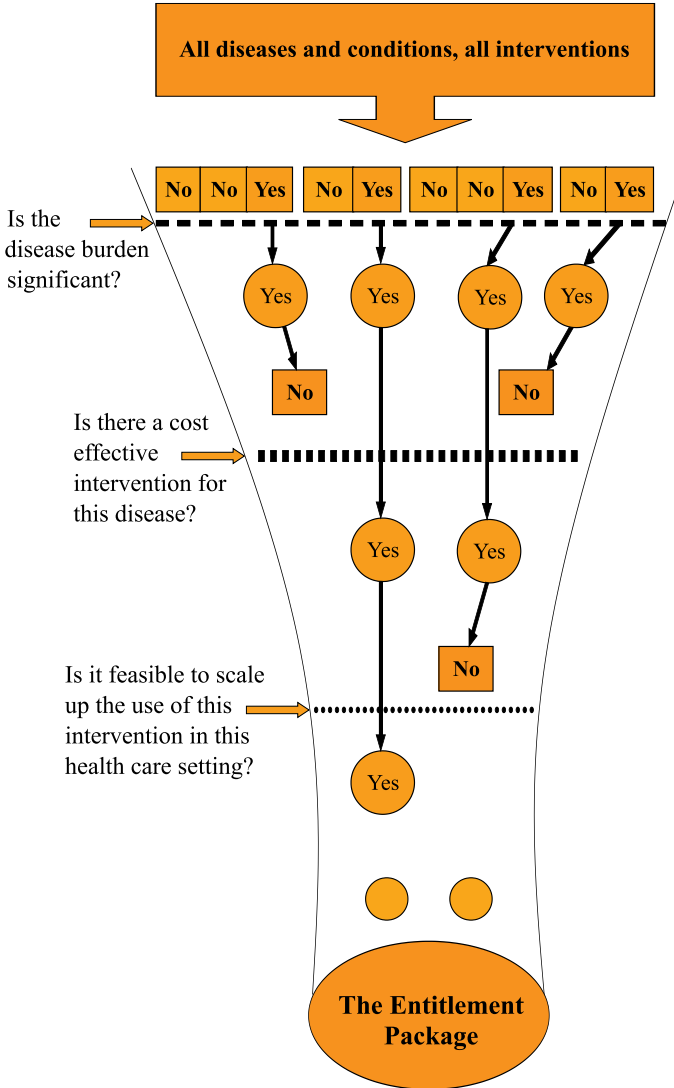 All diseases and conditions, all interventions
No No Yes No Yes No No Yes No Yes
Is the
disease burden
significant?
Yes Yes Yes Yes
No No
Is there a cost
effective
intervention for
this disease?
Yes Yes
No
Is it feasible to scale
up the use of this
intervention in this
health care setting?
Yes
The Entitlement
Package